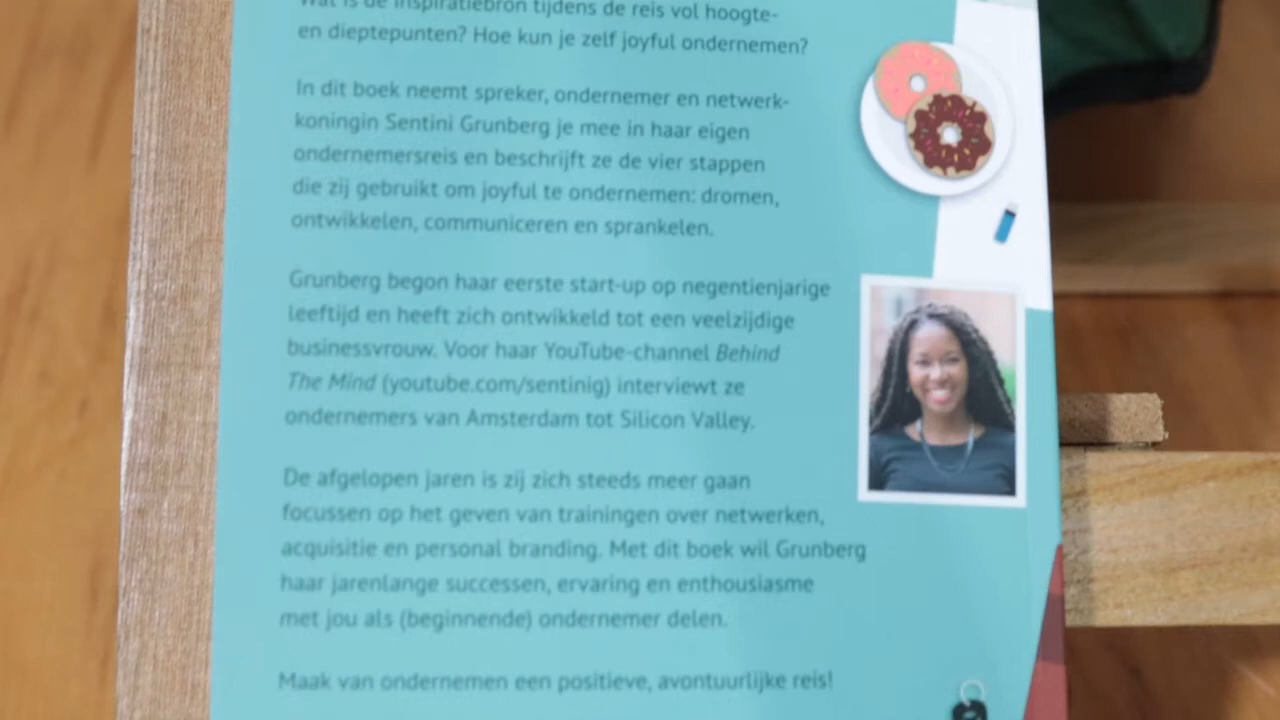 Wat is de inspiratiebron tijdens de reis vol hoogte-
en dieptepunten? Hoe kun je zelf joyful ondernemen?
In dit boek neemt spreker, ondernemer en netwerk-
koningin Sentini Grunberg je mee in haar eigen
ondernemersreis en beschrijft ze de vier stappen
die zij gebruikt om joyful te ondernemen: dromen,
ontwikkelen, communiceren en sprankelen.
Grunberg begon haar eerste start-up op negentienjarige
leeftijd en heeft zich ontwikkeld tot een veelzijdige
businessvrouw. Voor haar YouTube-channel Behind
The Mind (youtube.com/sentinig) interviewt ze
ondernemers van Amsterdam tot Silicon Valley.
De afgelopen jaren is zij zich steeds meer gaan
focussen op het geven van trainingen over netwerken,
acquisitie en personal branding. Met dit boek wil Grunberg
haar jarenlange successen, ervaring en enthousiasme
met jou als (beginnende) ondernemer delen.
Maak van ondernemen een positieve, avontuurlijke reis!